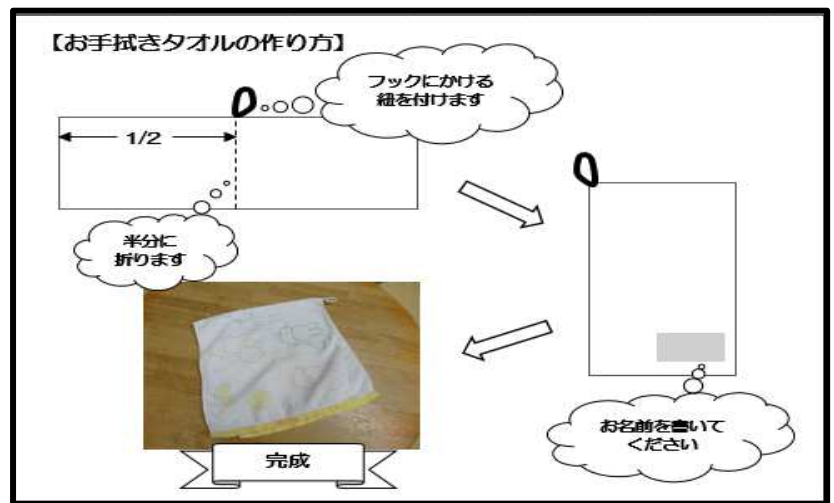 【お手拭きタオルの作り方】
フックにかける
紐を付けます
1/2
半分に
折ります
お名前を書いて
ください
完成